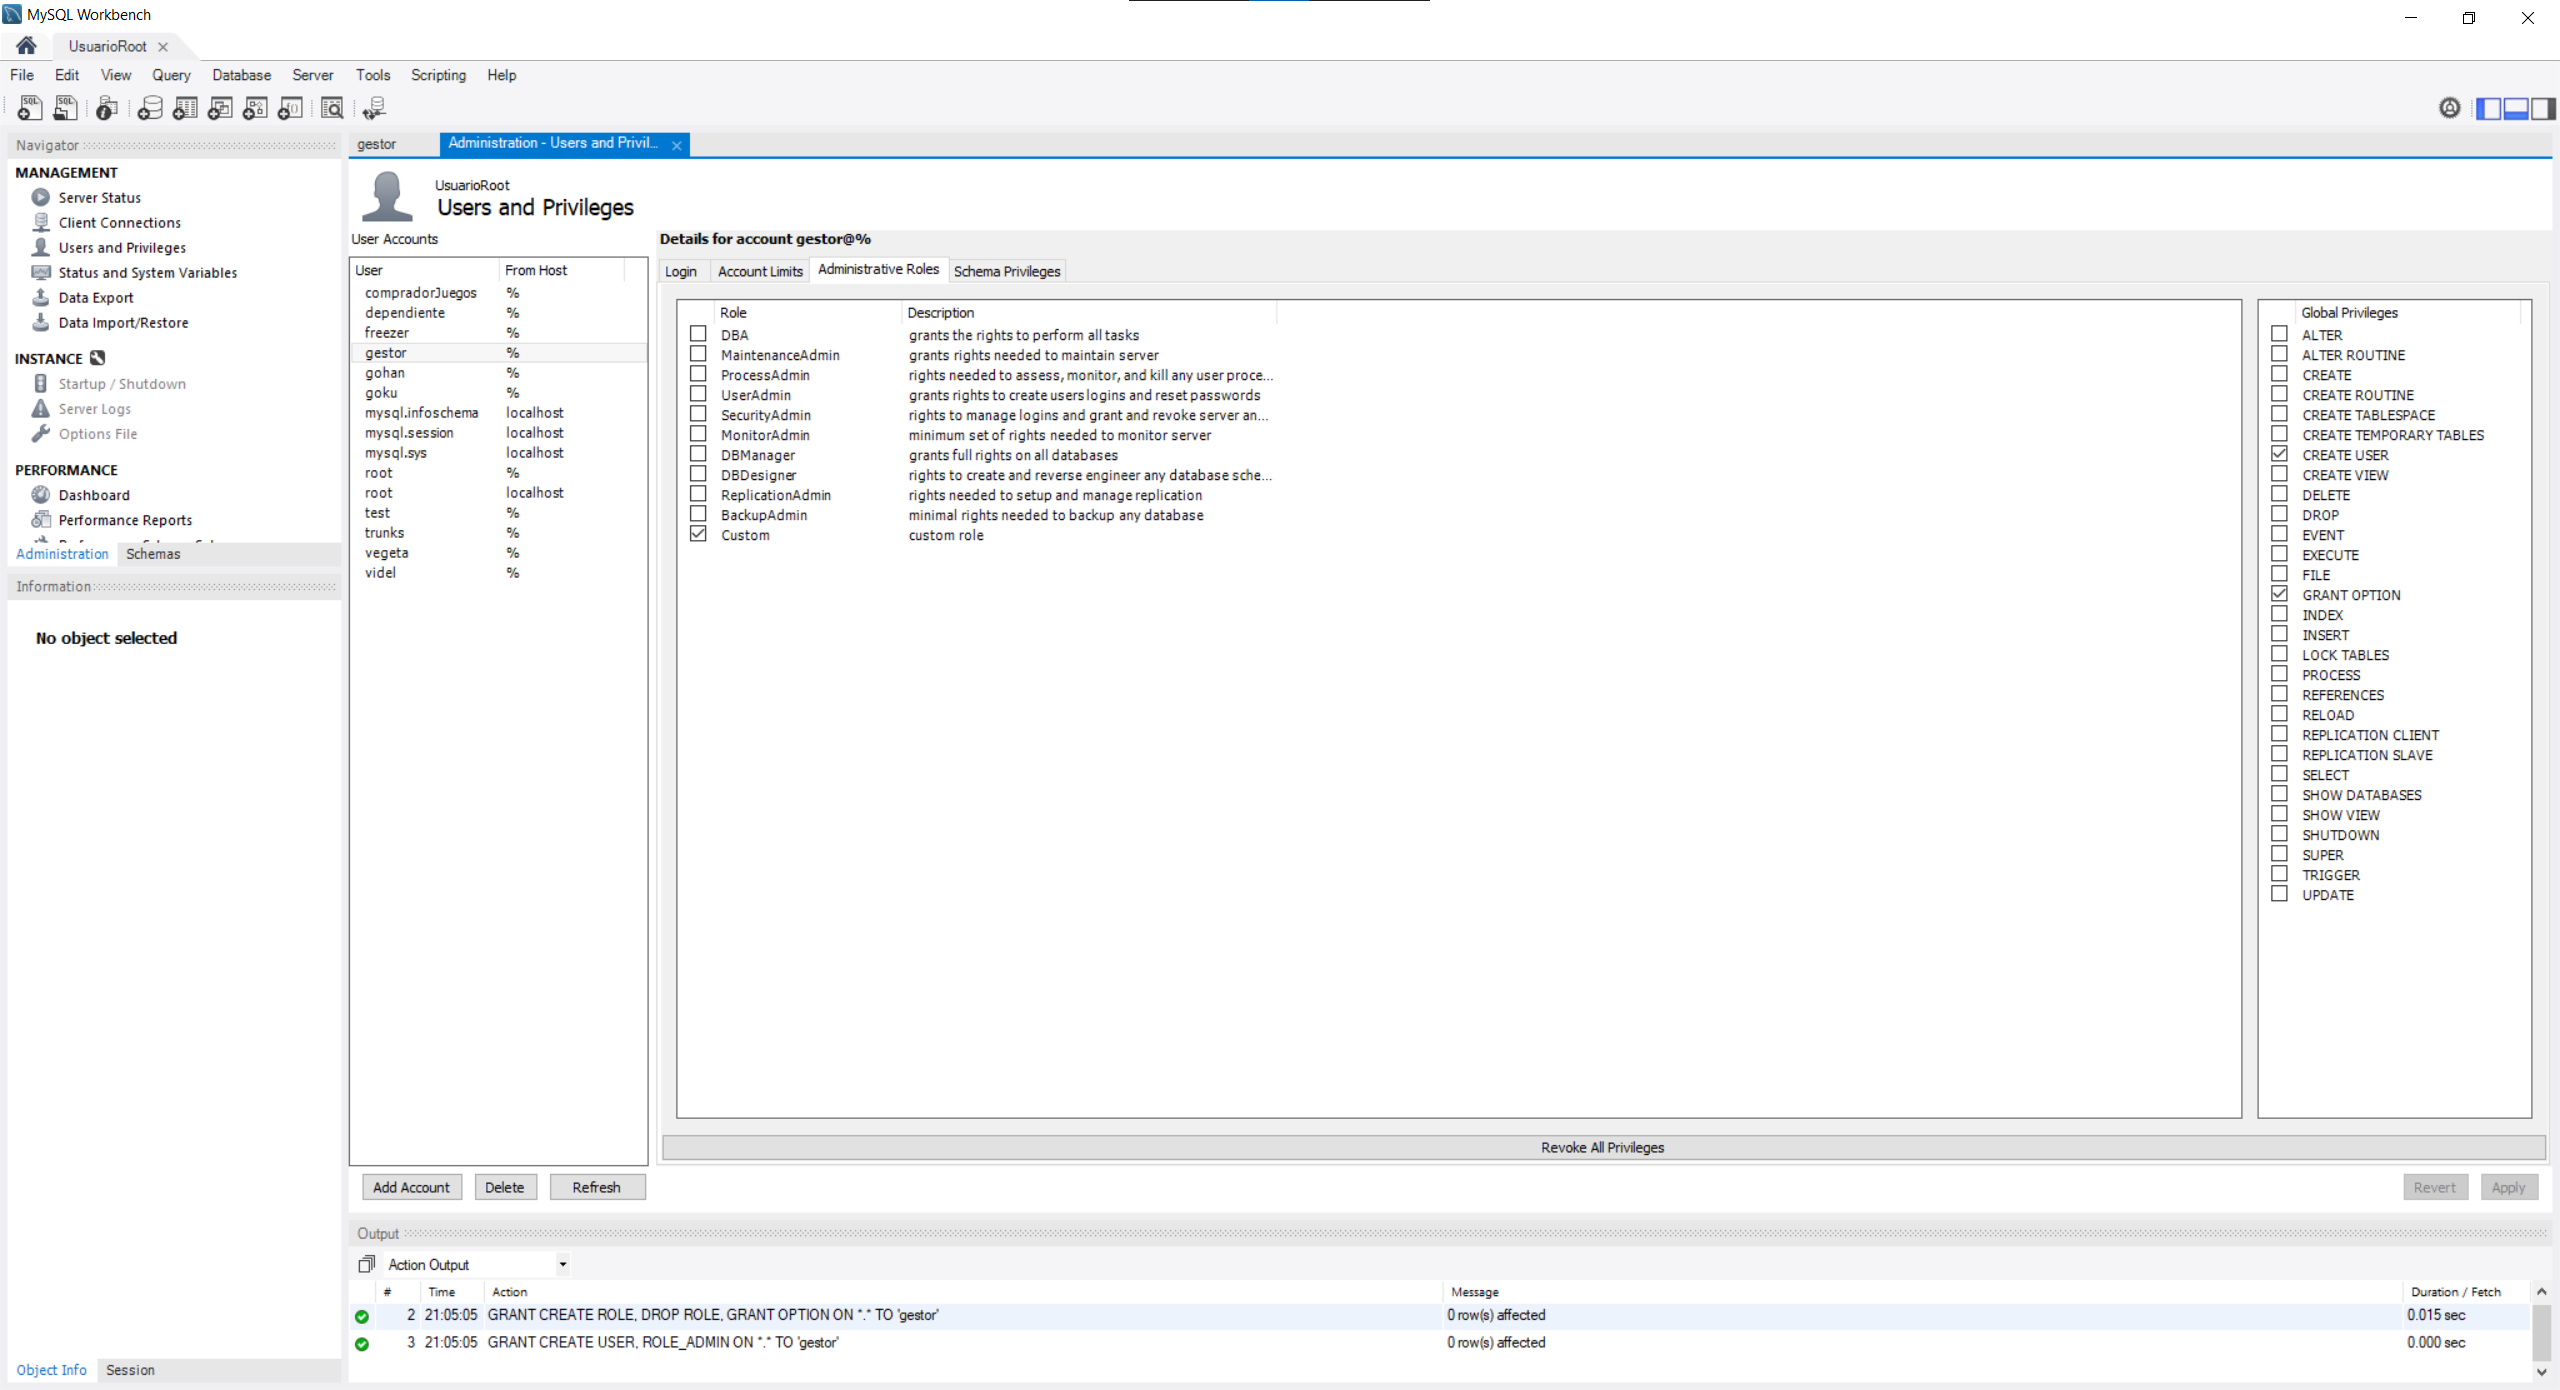 MySQL Workbench
UsuarioRoot
File Edit View Query Database Server Tools Scripting Help
Navigator
MANAGEMENT
Server Status
Client Connections
Users and Privileges
Status and System Variables
Data Export
Data Import/Restore
INSTANCE
Startup / Shutdown
Server Logs
Options File
PERFORMANCE
Dashboard
Performance Reports
Administration Schemas
Information
No object selected
Object Info Session
gestor Administration - Users and Privil...
UsuarioRoot
Users and Privileges
User Accounts
User From Host
compradorJuegos %
dependiente %
freezer %
gestor %
gohan %
goku %
mysql.infoschema localhost
mysql.session localhost
mysql.sys localhost
root %
root localhost
test %
trunks %
vegeta %
videl %
Add Account Delete Refresh
Details for account gestor@%
Login Account Limits Administrative Roles Schema Privileges
Role Description
DBA grants the rights to perform all tasks
MaintenanceAdmin grants rights needed to maintain server
ProcessAdmin rights needed to assess, monitor, and kill any user proce...
UserAdmin grants rights to create users logins and reset passwords
SecurityAdmin rights to manage logins and grant and revoke server an...
MonitorAdmin minimum set of rights needed to monitor server
DBManager grants full rights on all databases
DBDesigner rights to create and reverse engineer any database sche...
ReplicationAdmin rights needed to setup and manage replication
BackupAdmin minimal rights needed to backup any database
Custom custom role
Global Privileges
ALTER
ALTER ROUTINE
CREATE
CREATE ROUTINE
CREATE TABLESPACE
CREATE TEMPORARY TABLES
CREATE USER
CREATE VIEW
DELETE
DROP
EVENT
EXECUTE
FILE
GRANT OPTION
INDEX
INSERT
LOCK TABLES
PROCESS
REFERENCES
RELOAD
REPLICATION CLIENT
REPLICATION SLAVE
SELECT
SHOW DATABASES
SHOW VIEW
SHUTDOWN
SUPER
TRIGGER
UPDATE
Revoke All Privileges
Revert Apply
Output
Action Output
# Time Action Message Duration / Fetch
2 21:05:05 GRANT CREATE ROLE, DROP ROLE, GRANT OPTION ON *.* TO 'gestor' 0 row(s) affected 0.015 sec
3 21:05:05 GRANT CREATE USER, ROLE_ADMIN ON *.* TO 'gestor' 0 row(s) affected 0.000 sec